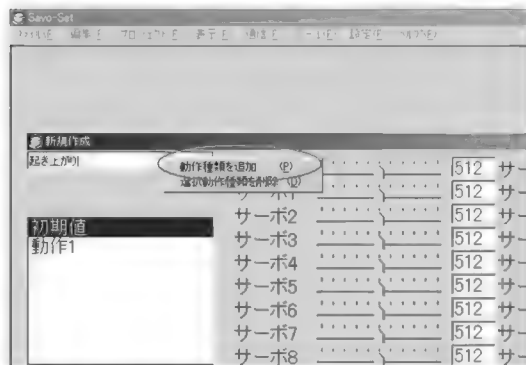 Savo-Set
新規作成
起き上がり
動作種類を追加 (P)
選択動作種類を削除 (D)
512 サー
512 サー
初期値
動作1
サーボ2 512 サー
サーボ3 512 サー
サーボ4 512 サー
サーボ5 512 サー
サーボ6 512 サー
サーボ7 512 サー
サーボ8 512 サー